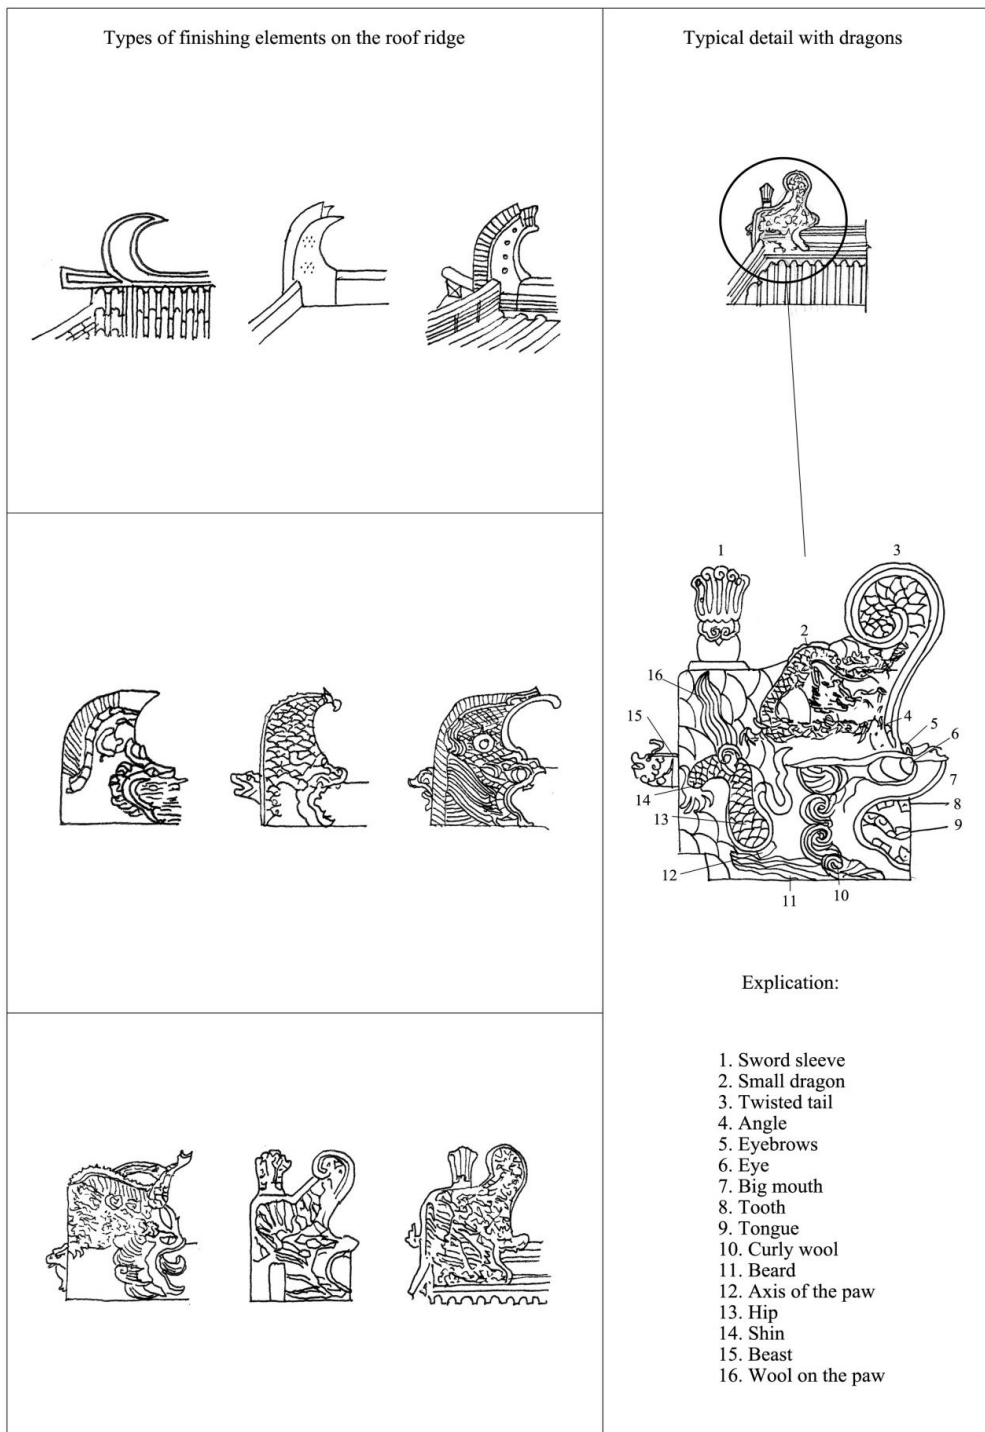 Types of finishing elements on the roof ridge
Typical detail with dragons
1
3
2
16
15
4
5
6
14
7
8
13
9
12
11
10
Explication:
1. Sword sleeve
2. Small dragon
3. Twisted tail
4. Angle
5. Eyebrows
6. Eye
7. Big mouth
8. Tooth
9. Tongue
10. Curly wool
11. Beard
12. Axis of the paw
13. Hip
14. Shin
15. Beast
16. Wool on the paw